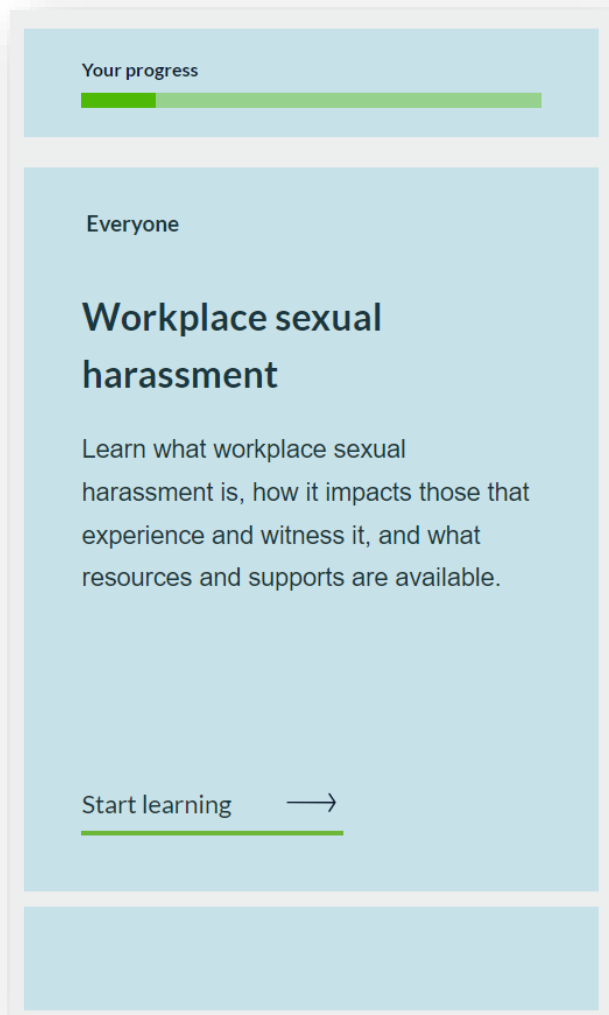 Your progress
Everyone
Workplace sexual
harassment
Learn what workplace sexual
harassment is, how it impacts those that
experience and witness it, and what
resources and supports are available.
Start learning